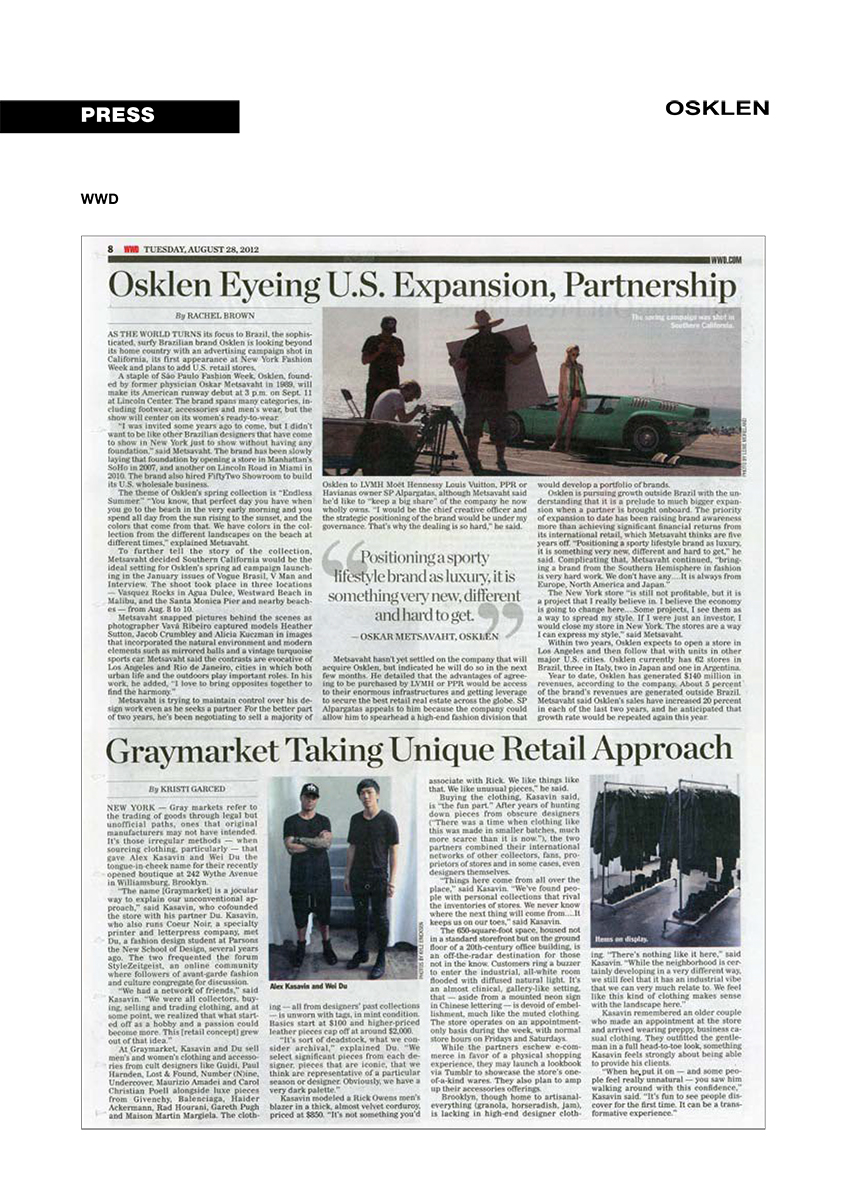 PRESS
OSKLEN
WWD
8 WWD TUESDAY, AUGUST 28, 2012
WWD.COM
Osklen Eyeing U.S. Expansion, Partnership
By RACHEL BROWN
AS THE WORLD TURNS its focus to Brazil, the sophis-
ticated, surfy Brazilian brand Osklen is looking beyond
its home country with an advertising campaign shot in
California, its first appearance at New York Fashion
Week and plans to add U.S. retail stores.
A staple of São Paulo Fashion Week, Osklen, found-
ed by former physician Oskar Metsavaht in 1989, will
make its American runway debut at 3 p.m. on Sept. 11
at Lincoln Center. The brand spans many categories, in-
cluding footwear, accessories and men's wear, but the
show will center on its women's ready-to-wear.
"I was invited some years ago to come, but I didn't
want to be like other Brazilian designers that have come
to show in New York just to show without having any
foundation," said Metsavaht. The brand has been slowly
laying that foundation by opening a store in Manhattan's
SoHo in 2007, and another on Lincoln Road in Miami in
2010. The brand also hired FiftyTwo Showroom to build
its U.S. wholesale business.
The theme of Osklen's spring collection is "Endless
Summer." "You know, that perfect day you have when
you go to the beach in the very early morning and you
spend all day from the sun rising to the sunset, and the
colors that come from that. We have colors in the col-
lection from the different landscapes on the beach at
different times," explained Metsavaht.
To further tell the story of the collection,
Metsavaht decided Southern California would be the
ideal setting for Osklen's spring ad campaign launch-
ing in the January issues of Vogue Brasil, V Man and
Interview. The shoot took place in three locations
— Vasquez Rocks in Agua Dulce, Westward Beach in
Malibu, and the Santa Monica Pier and nearby beach-
es — from Aug. 8 to 10.
Metsavaht snapped pictures behind the scenes as
photographer Vavá Ribeiro captured models Heather
Sutton, Jacob Crumbley and Alicia Kuczman in images
that incorporated the natural environment and modern
elements such as mirrored balls and a vintage turquoise
sports car. Metsavaht said the contrasts are evocative of
Los Angeles and Rio de Janeiro, cities in which both
urban life and the outdoors play important roles. In his
work, he added, "I love to bring opposites together to
find the harmony."
Metsavaht is trying to maintain control over his de-
sign work even as he seeks a partner. For the better part
of two years, he's been negotiating to sell a majority of
The spring campaign was shot in
Southern California.
Osklen to LVMH Moët Hennessy Louis Vuitton, PPR or
Havianas owner SP Alpargatas, although Metsavaht said
he'd like to "keep a big share" of the company he now
wholly owns. "I would be the chief creative officer and
the strategic positioning of the brand would be under my
governance. That's why the dealing is so hard," he said.
“Positioning a sporty
lifestyle brand as luxury, it is
something very new, different
and hard to get.”
— OSKAR METSAVAHT, OSKLEN
Metsavaht hasn't yet settled on the company that will
acquire Osklen, but indicated he will do so in the next
few months. He detailed that the advantages of agree-
ing to be purchased by LVMH or PPR would be access
to their enormous infrastructures and getting leverage
to secure the best retail real estate across the globe. SP
Alpargatas appeals to him because the company could
allow him to spearhead a high-end fashion division that
would develop a portfolio of brands.
Osklen is pursuing growth outside Brazil with the un-
derstanding that it is a prelude to much bigger expan-
sion when a partner is brought onboard. The priority
of expansion to date has been raising brand awareness
more than achieving significant financial returns from
its international retail, which Metsavaht thinks are five
years off. "Positioning a sporty lifestyle brand as luxury,
it is something very new, different and hard to get," he
said. Complicating that, Metsavaht continued, "bring-
ing a brand from the Southern Hemisphere in fashion
is very hard work. We don't have any....It is always from
Europe, North America and Japan."
The New York store "is still not profitable, but it is
a project that I really believe in. I believe the economy
is going to change here....Some projects, I see them as
a way to spread my style. If I were just an investor, I
would close my store in New York. The stores are a way
I can express my style," said Metsavaht.
Within two years, Osklen expects to open a store in
Los Angeles and then follow that with units in other
major U.S. cities. Osklen currently has 62 stores in
Brazil, three in Italy, two in Japan and one in Argentina.
Year to date, Osklen has generated $140 million in
revenues, according to the company. About 5 percent
of the brand's revenues are generated outside Brazil.
Metsavaht said Osklen's sales have increased 20 percent
in each of the last two years, and he anticipated that
growth rate would be repeated again this year.
Graymarket Taking Unique Retail Approach
By KRISTI GARCED
NEW YORK — Gray markets refer to
the trading of goods through legal but
unofficial paths, ones that original
manufacturers may not have intended.
It's those irregular methods — when
sourcing clothing, particularly — that
gave Alex Kasavin and Wei Du the
tongue-in-cheek name for their recently
opened boutique at 242 Wythe Avenue
in Williamsburg, Brooklyn.
"The name [Graymarket] is a jocular
way to explain our unconventional ap-
proach," said Kasavin, who cofounded
the store with his partner Du. Kasavin,
who also runs Coeur Noir, a specialty
printer and letterpress company, met
Du, a fashion design student at Parsons
the New School of Design, several years
ago. The two frequented the forum
StyleZeitgeist, an online community
where followers of avant-garde fashion
and culture congregate for discussion.
"We had a network of friends," said
Kasavin. "We were all collectors, buy-
ing, selling and trading clothing, and at
some point, we realized that what start-
ed off as a hobby and a passion could
become more. This [retail concept] grew
out of that idea."
At Graymarket, Kasavin and Du sell
men's and women's clothing and accesso-
ries from cult designers like Guidi, Paul
Harnden, Lost & Found, Number (N)ine,
Undercover, Maurizio Amadei and Carol
Christian Poell alongside luxe pieces
from Givenchy, Balenciaga, Haider
Ackermann, Rad Hourani, Gareth Pugh
and Maison Martin Margiela. The cloth-
Alex Kasavin and Wei Du
ing — all from designers' past collections
— is unworn with tags, in mint condition.
Basics start at $100 and higher-priced
leather pieces cap off at around $2,000.
"It's sort of deadstock, what we con-
sider archival," explained Du. "We
select significant pieces from each de-
signer, pieces that are iconic, that we
think are representative of a particular
season or designer. Obviously, we have a
very dark palette."
Kasavin modeled a Rick Owens men's
blazer in a thick, almost velvet corduroy,
priced at $850. "It's not something you'd
associate with Rick. We like things like
that. We like unusual pieces," he said.
Buying the clothing, Kasavin said,
is "the fun part." After years of hunting
down pieces from obscure designers
("There was a time when clothing like
this was made in smaller batches, much
more scarce than it is now."), the two
partners combined their international
networks of other collectors, fans, pro-
prietors of stores and in some cases, even
designers themselves.
"Things here come from all over the
place," said Kasavin. "We've found peo-
ple with personal collections that rival
the inventories of stores. We never know
where the next thing will come from....It
keeps us on our toes," said Kasavin.
The 650-square-foot space, housed not
in a standard storefront but on the ground
floor of a 20th-century office building, is
an off-the-radar destination for those
not in the know. Customers ring a buzzer
to enter the industrial, all-white room
flooded with diffused natural light. It's
an almost clinical, gallery-like setting,
that — aside from a mounted neon sign
in Chinese lettering — is devoid of embel-
lishment, much like the muted clothing.
The store operates on an appointment-
only basis during the week, with normal
store hours on Fridays and Saturdays.
While the partners eschew e-com-
merce in favor of a physical shopping
experience, they may launch a lookbook
via Tumblr to showcase the store's one-
of-a-kind wares. They also plan to amp
up their accessories offerings.
Brooklyn, though home to artisanal-
everything (granola, horseradish, jam),
is lacking in high-end designer cloth-
Items on display.
ing. "There's nothing like it here," said
Kasavin. "While the neighborhood is cer-
tainly developing in a very different way,
we still feel that it has an industrial vibe
that we can very much relate to. We feel
like this kind of clothing makes sense
with the landscape here."
Kasavin remembered an older couple
who made an appointment at the store
and arrived wearing preppy, business ca-
sual clothing. They outfitted the gentle-
man in a full head-to-toe look, something
Kasavin feels strongly about being able
to provide his clients.
"When he put it on — and some peo-
ple feel really unnatural — you saw him
walking around with this confidence,"
Kasavin said. "It's fun to see people dis-
cover for the first time. It can be a trans-
formative experience."